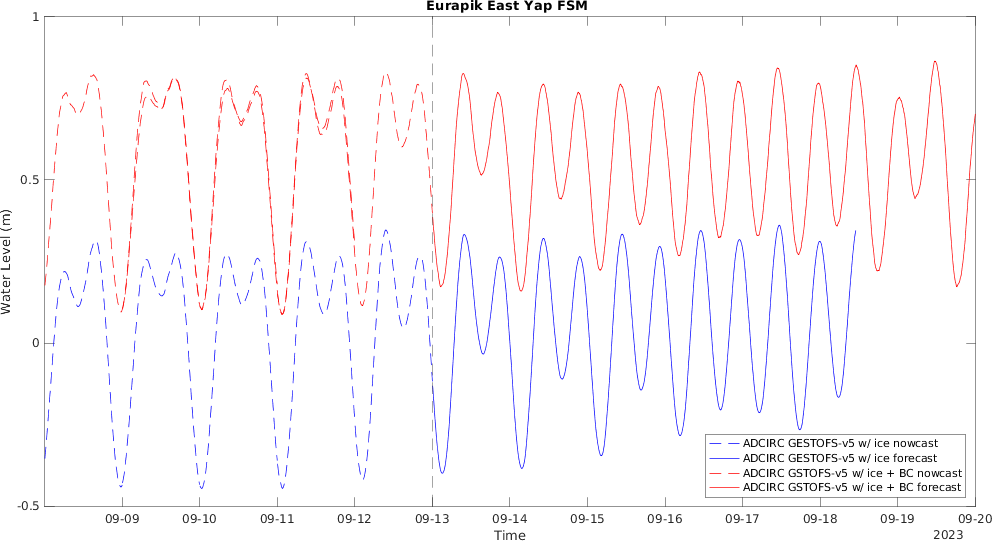 Eurapik East Yap FSM
Water Level (m)
1
0.5
0
-0.5
ADCIRC GESTOFS-v5 w/ ice nowcast
ADCIRC GESTOFS-v5 w/ ice forecast
ADCIRC GSTOFS-v5 w/ ice + BC nowcast
ADCIRC GSTOFS-v5 w/ ice + BC forecast
09-09 09-10 09-11 09-12 09-13 09-14 09-15 09-16 09-17 09-18 09-19 09-20
Time
2023